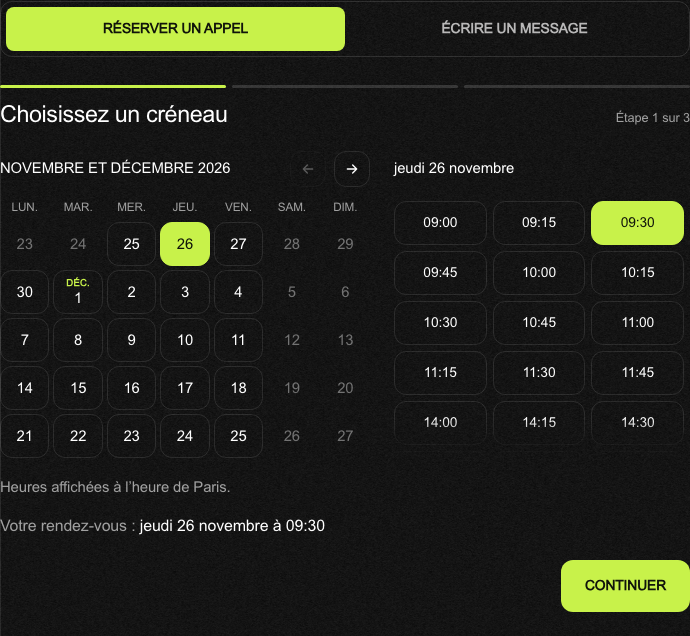 RÉSERVER UN APPEL
ÉCRIRE UN MESSAGE
Choisissez un créneau
Étape 1 sur 3
NOVEMBRE ET DÉCEMBRE 2026
← →
LUN. MAR. MER. JEU. VEN. SAM. DIM.
23 24 25 26 27 28 29
30 DÉC. 1 2 3 4 5 6
7 8 9 10 11 12 13
14 15 16 17 18 19 20
21 22 23 24 25 26 27
jeudi 26 novembre
09:00 09:15 09:30
09:45 10:00 10:15
10:30 10:45 11:00
11:15 11:30 11:45
14:00 14:15 14:30
Heures affichées à l’heure de Paris.
Votre rendez-vous : jeudi 26 novembre à 09:30
CONTINUER